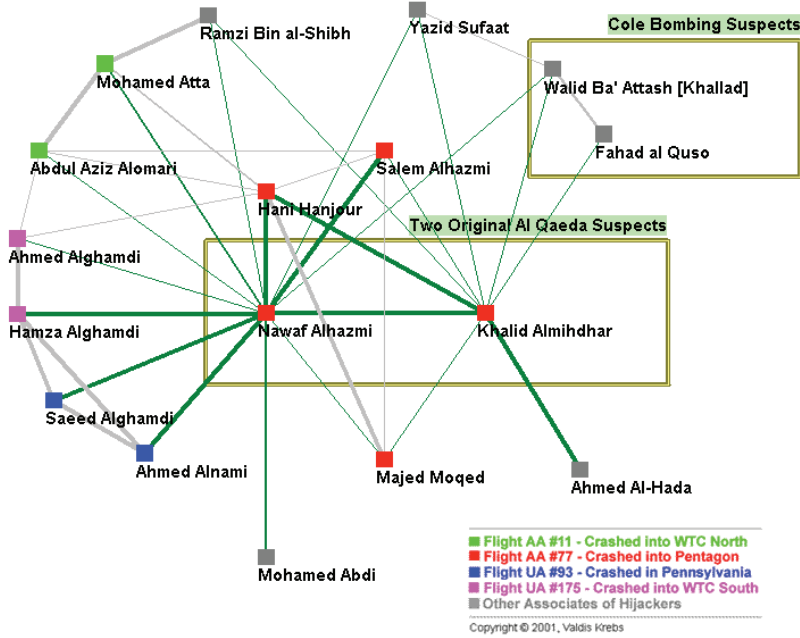 Ramzi Bin al-Shibh
Yazid Sufaat
Cole Bombing Suspects
Mohamed Atta
Walid Ba' Attash [Khallad]
Fahad al Quso
Abdul Aziz Alomari
Salem Alhazmi
Hani Hanjour
Two Original Al Qaeda Suspects
Ahmed Alghamdi
Hamza Alghamdi
Nawaf Alhazmi
Khalid Almihdhar
Saeed Alghamdi
Ahmed Alnami
Majed Moqed
Ahmed Al-Hada
Mohamed Abdi
Flight AA #11 - Crashed into WTC North
Flight AA #77 - Crashed into Pentagon
Flight UA #93 - Crashed in Pennsylvania
Flight UA #175 - Crashed into WTC South
Other Associates of Hijackers
Copyright © 2001, Valdis Krebs